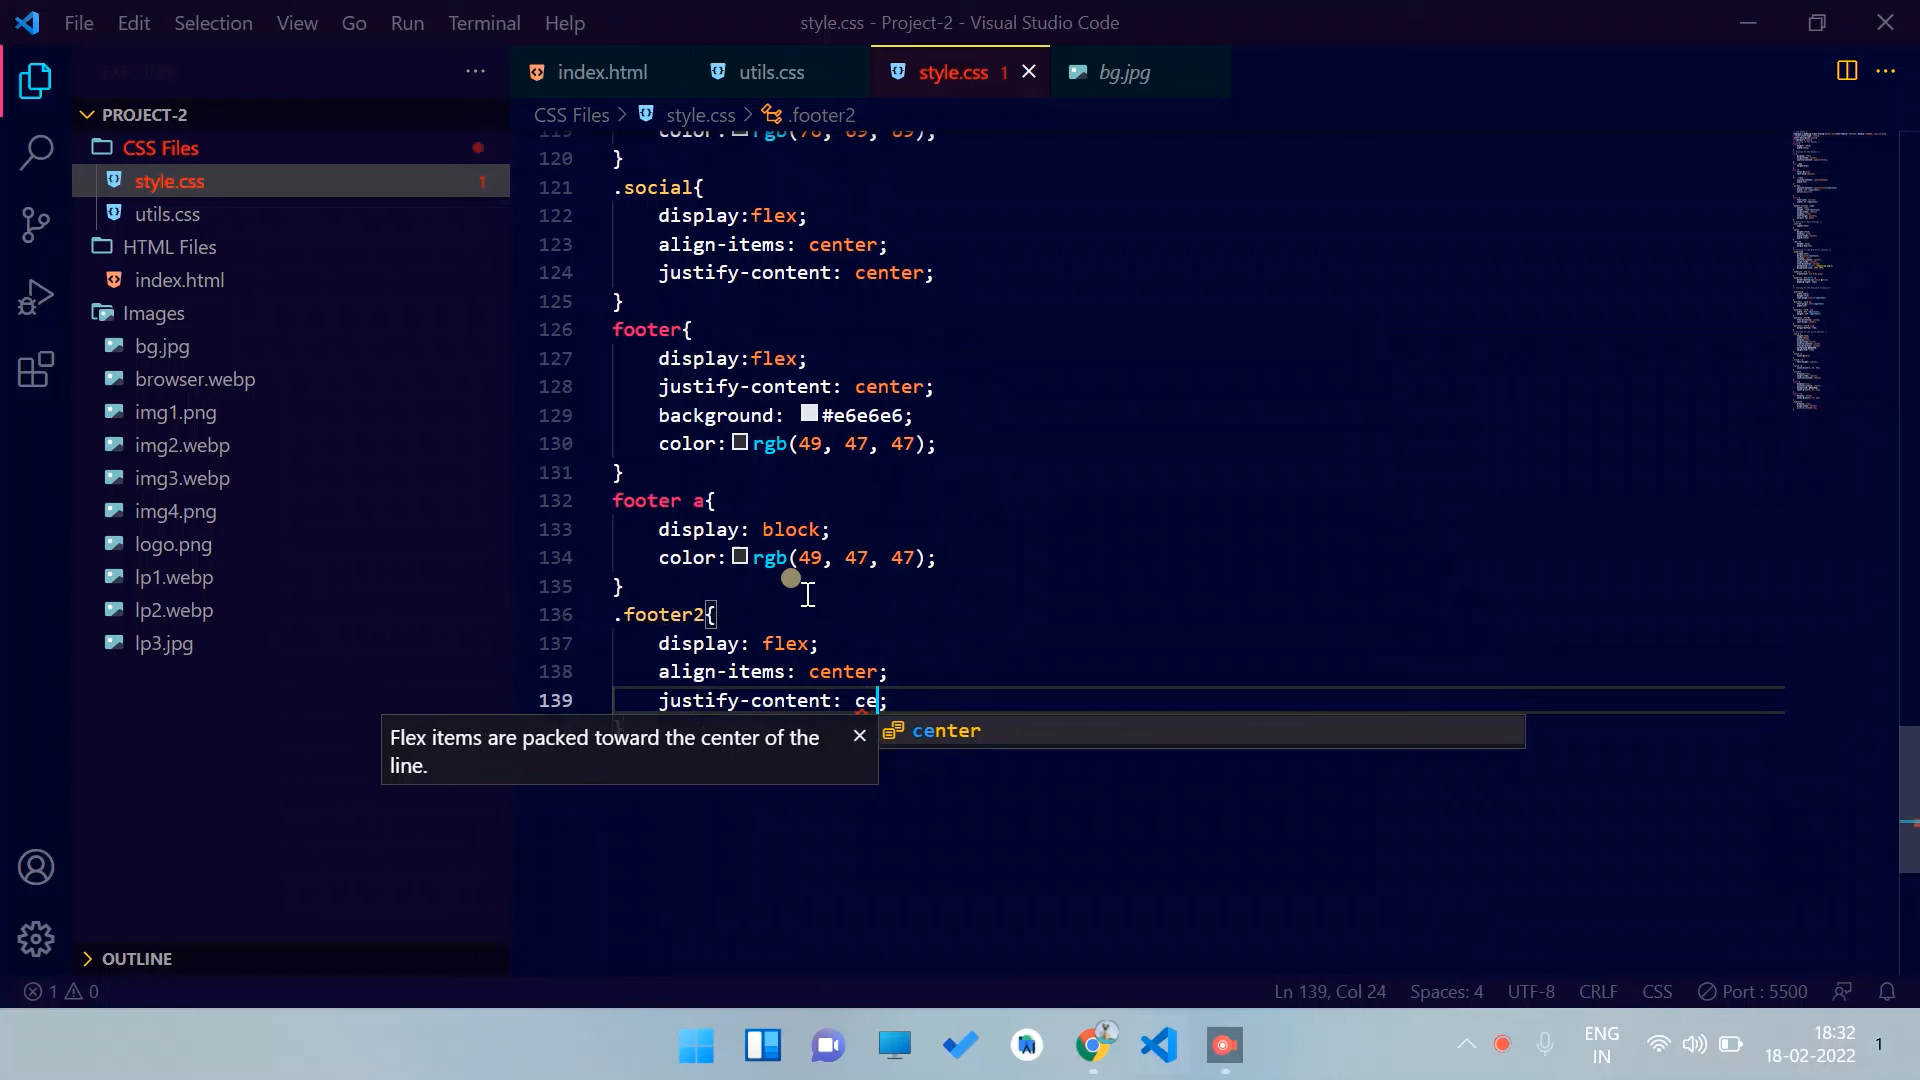 File Edit Selection View Go Run Terminal Help
style.css - Project-2 - Visual Studio Code
index.html
utils.css
style.css 1
bg.jpg
CSS Files > style.css > .footer2
PROJECT-2
CSS Files
style.css 1
utils.css
HTML Files
index.html
Images
bg.jpg
browser.webp
img1.png
img2.webp
img3.webp
img4.png
logo.png
lp1.webp
lp2.webp
lp3.jpg
OUTLINE
120 }
121 .social{
122 display:flex;
123 align-items: center;
124 justify-content: center;
125 }
126 footer{
127 display:flex;
128 justify-content: center;
129 background: #e6e6e6;
130 color: rgb(49, 47, 47);
131 }
132 footer a{
133 display: block;
134 color: rgb(49, 47, 47);
135 }
136 .footer2{
137 display: flex;
138 align-items: center;
139 justify-content: ce;
center
Flex items are packed toward the center of the
line.
1 0
Ln 139, Col 24 Spaces: 4 UTF-8 CRLF CSS Port : 5500
ENG
IN
18:32
18-02-2022
1